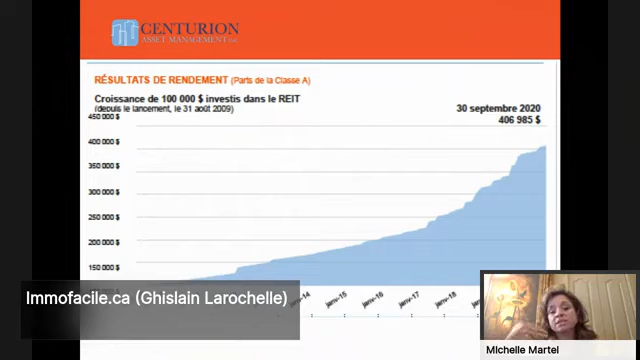 CENTURION
ASSET MANAGEMENT INC
RÉSULTATS DE RENDEMENT (Parts de la Classe A)
Croissance de 100 000 $ investis dans le REIT
(depuis le lancement, le 31 août 2009)
30 septembre 2020
406 985 $
450 000 $
400 000 $
350 000 $
300 000 $
250 000 $
200 000 $
150 000 $
janv-14
janv-15
janv-16
janv-17
janv-18
Immofacile.ca (Ghislain Larochelle)
Michelle Martel